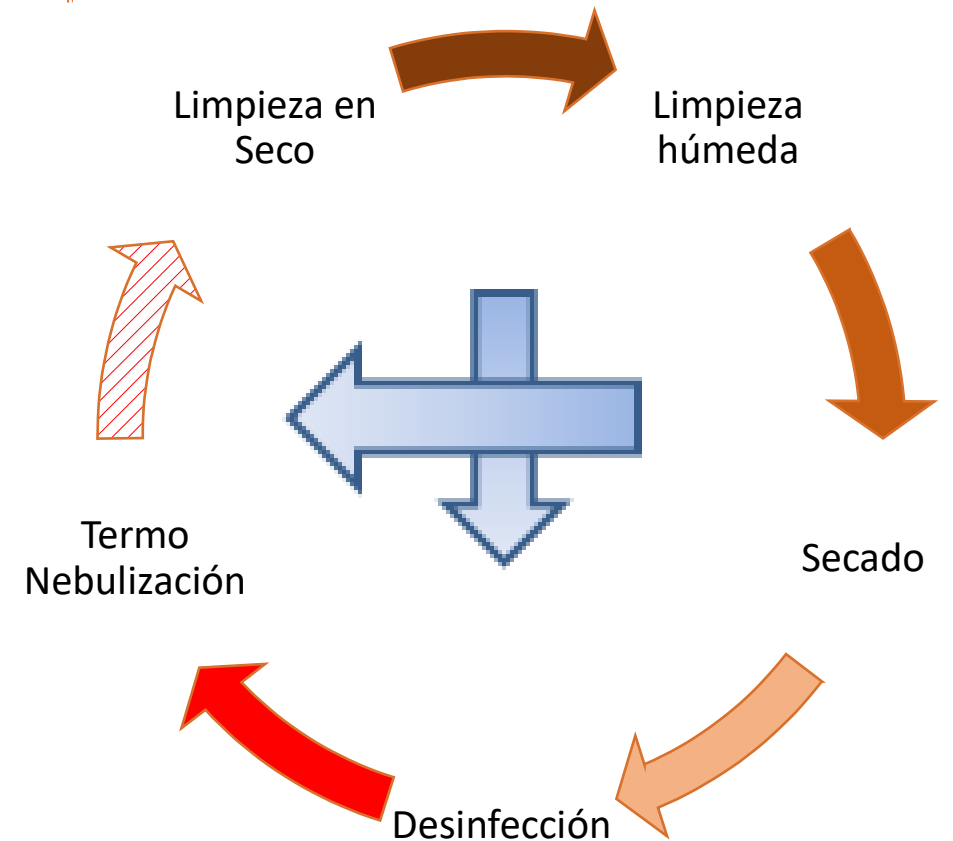 Limpieza en
Seco
Limpieza
húmeda
Secado
Desinfección
Termo
Nebulización